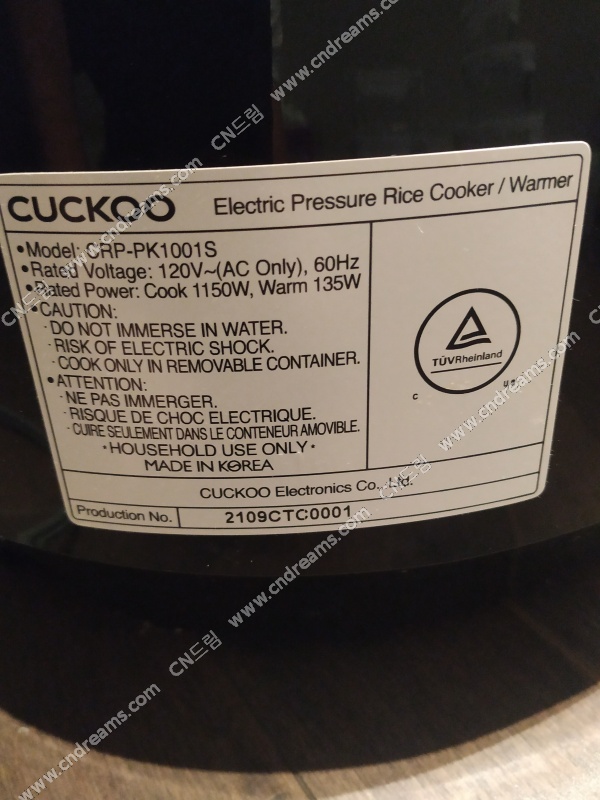 CUCKOO Electric Pressure Rice Cooker / Warmer
•Model: CRP-PK1001S
•Rated Voltage: 120V~(AC Only), 60Hz
•Rated Power: Cook 1150W, Warm 135W
•CAUTION:
·DO NOT IMMERSE IN WATER.
·RISK OF ELECTRIC SHOCK.
·COOK ONLY IN REMOVABLE CONTAINER.
•ATTENTION:
·NE PAS IMMERGER.
·RISQUE DE CHOC ELECTRIQUE.
·CUIRE SEULEMENT DANS LE CONTENEUR AMOVIBLE.
•HOUSEHOLD USE ONLY•
MADE IN KOREA
TÜVRheinland
C US
CUCKOO Electronics Co., Ltd.
Production No. 2109CTC0001
CN드림 www.cndreams.com